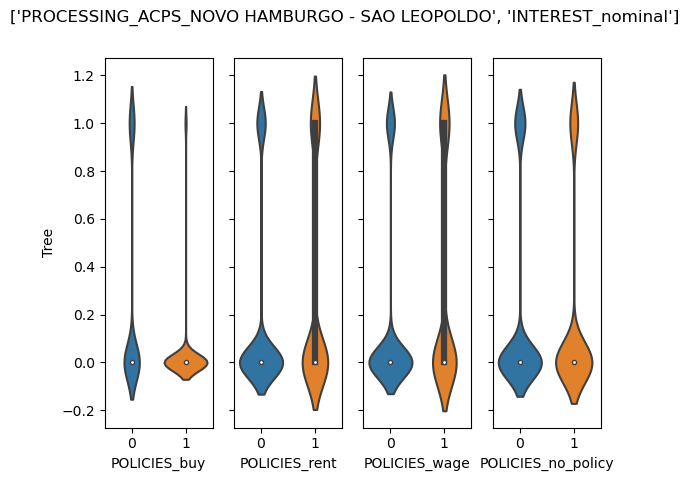 ['PROCESSING_ACPS_NOVO HAMBURGO - SAO LEOPOLDO', 'INTEREST_nominal']
1.2
1.0
0.8
0.6
0.4
0.2
0.0
−0.2
Tree
0 1 0 1 0 1 0 1
POLICIES_buy POLICIES_rent POLICIES_wage POLICIES_no_policy